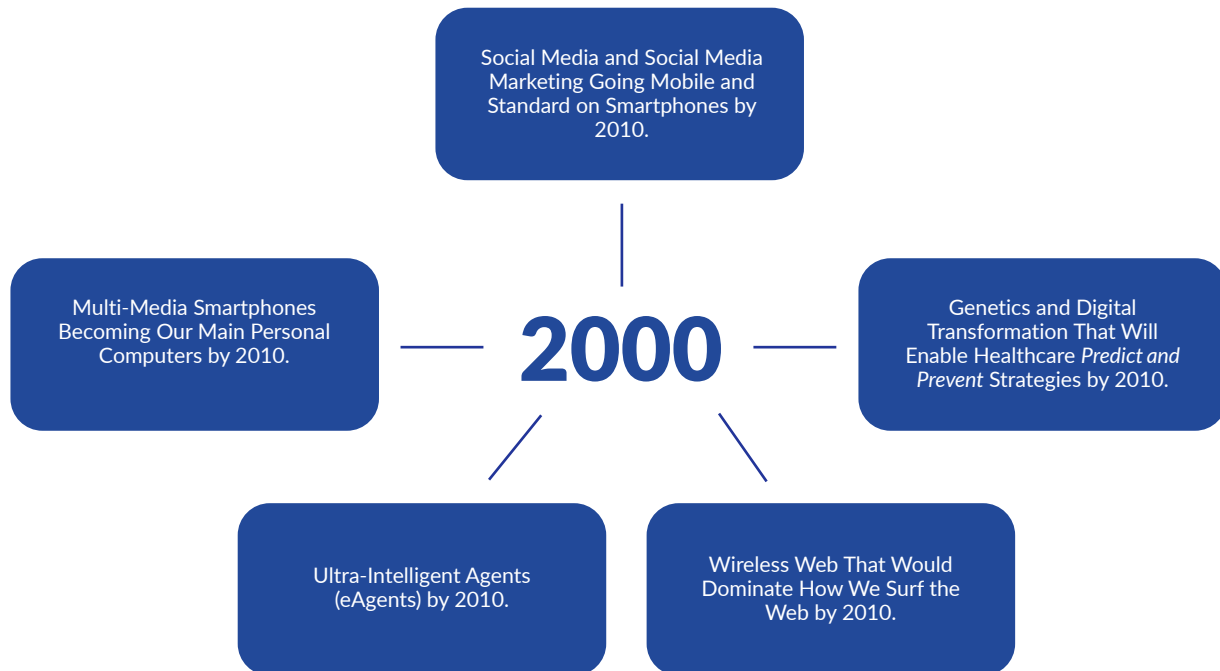 Social Media and Social Media
Marketing Going Mobile and
Standard on Smartphones by
2010.
Multi-Media Smartphones
Becoming Our Main Personal
Computers by 2010.
2000
Genetics and Digital
Transformation That Will
Enable Healthcare Predict and
Prevent Strategies by 2010.
Ultra-Intelligent Agents
(eAgents) by 2010.
Wireless Web That Would
Dominate How We Surf the
Web by 2010.